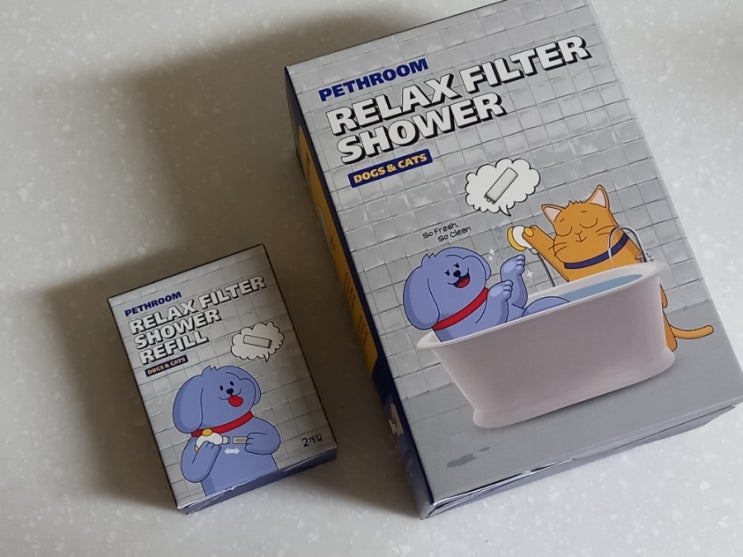 PETHROOM
RELAX FILTER
SHOWER
DOGS & CATS
So Fresh,
So Clean
PETHROOM
RELAX FILTER
SHOWER
REFILL
DOGS & CATS
2개입